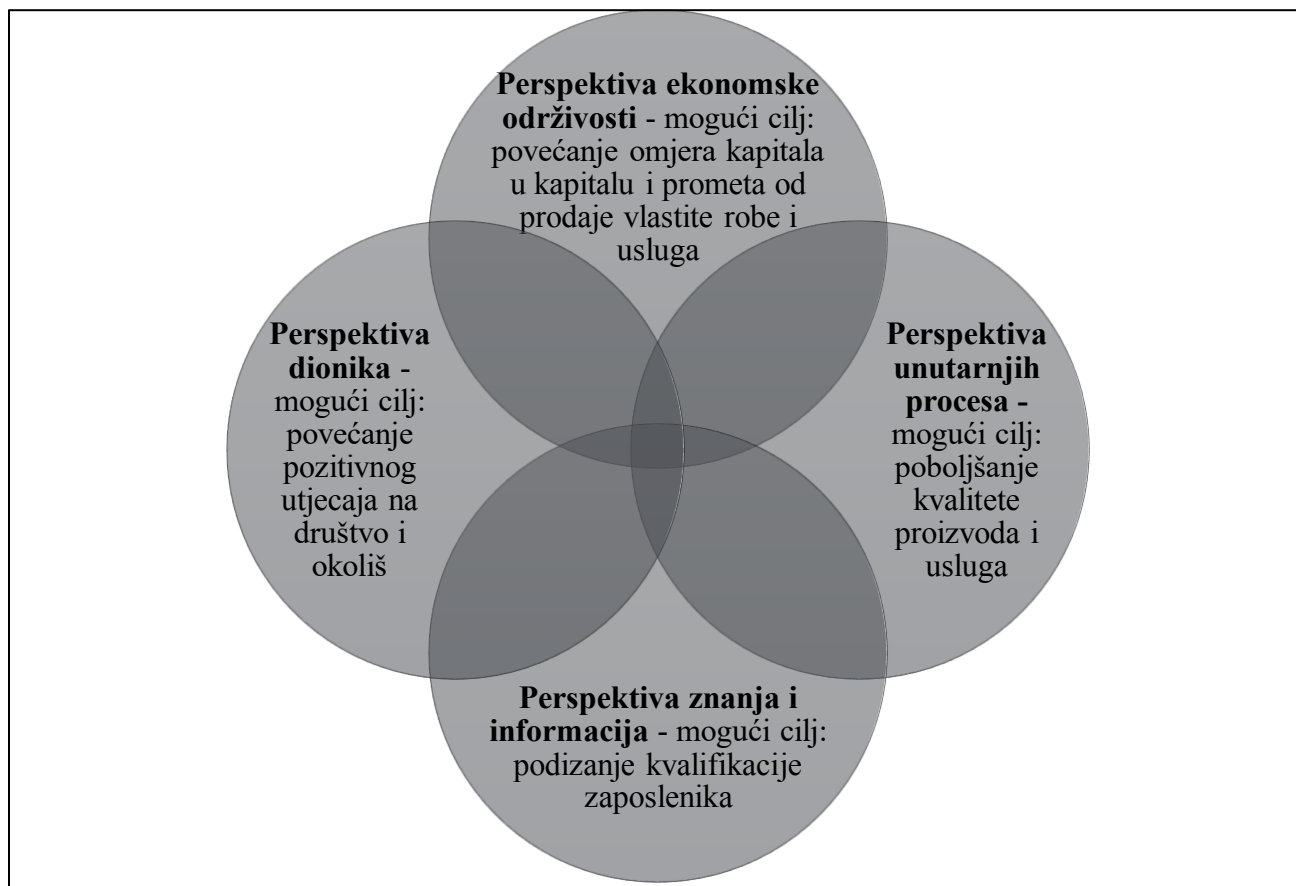 Perspektiva ekonomske
održivosti - mogući cilj:
povećanje omjera kapitala
u kapitalu i prometa od
prodaje vlastite robe i
usluga
Perspektiva
dionika -
mogući cilj:
povećanje
pozitivnog
utjecaja na
društvo i
okoliš
Perspektiva
unutarnjih
procesa -
mogući cilj:
poboljšanje
kvalitete
proizvoda i
usluga
Perspektiva znanja i
informacija - mogući cilj:
podizanje kvalifikacije
zaposlenika